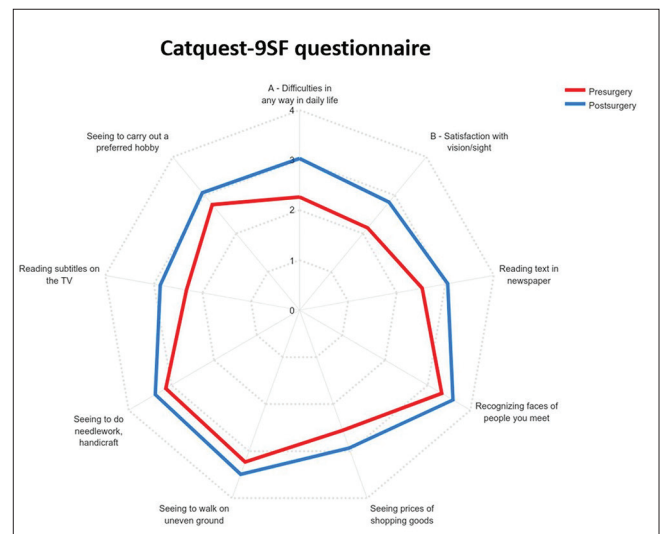 Catquest-9SF questionnaire
A - Difficulties in
any way in daily life
Presurgery
Postsurgery
4
Seeing to carry out a
preferred hobby
B - Satisfaction with
vision/sight
3
2
Reading subtitles on
the TV
1
Reading text in
newspaper
0
Recognizing faces of
people you meet
Seeing to do
needlework,
handicraft
Seeing to walk on
uneven ground
Seeing prices of
shopping goods